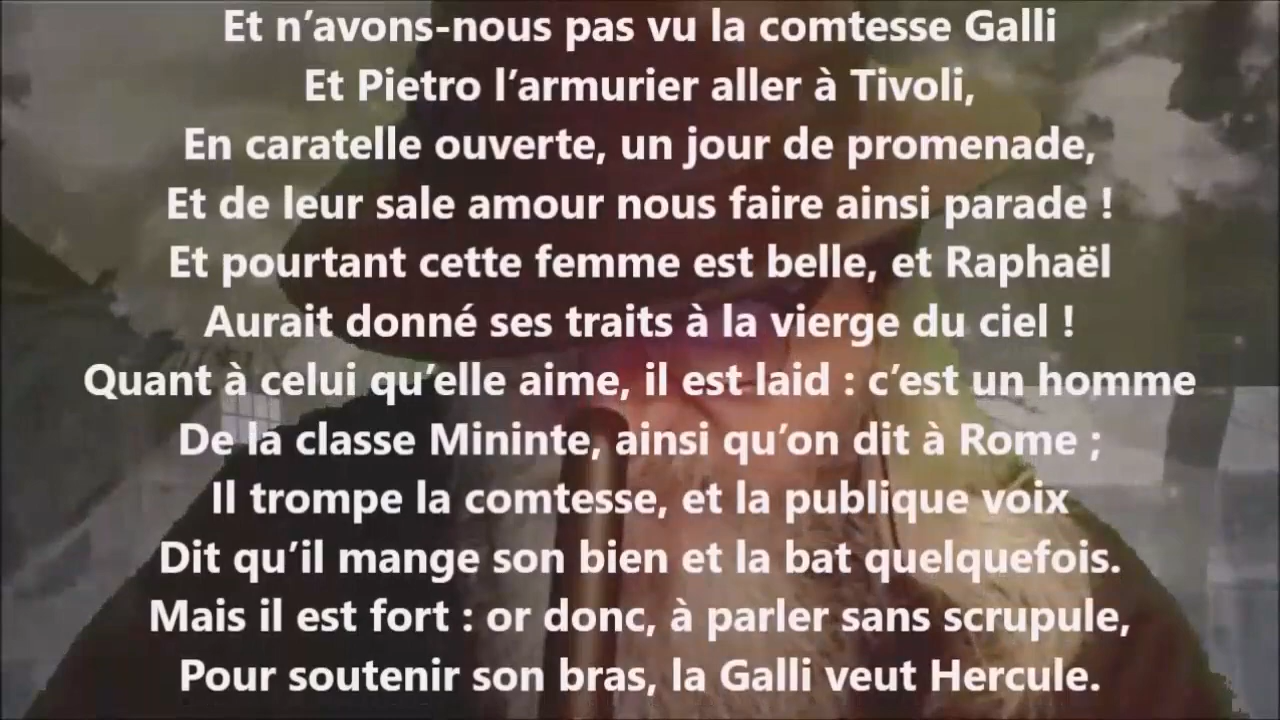 Et n’avons-nous pas vu la comtesse Galli
Et Pietro l’armurier aller à Tivoli,
En caratelle ouverte, un jour de promenade,
Et de leur sale amour nous faire ainsi parade !
Et pourtant cette femme est belle, et Raphaël
Aurait donné ses traits à la vierge du ciel !
Quant à celui qu’elle aime, il est laid : c’est un homme
De la classe Mininte, ainsi qu’on dit à Rome ;
Il trompe la comtesse, et la publique voix
Dit qu’il mange son bien et la bat quelquefois.
Mais il est fort : or donc, à parler sans scrupule,
Pour soutenir son bras, la Galli veut Hercule.